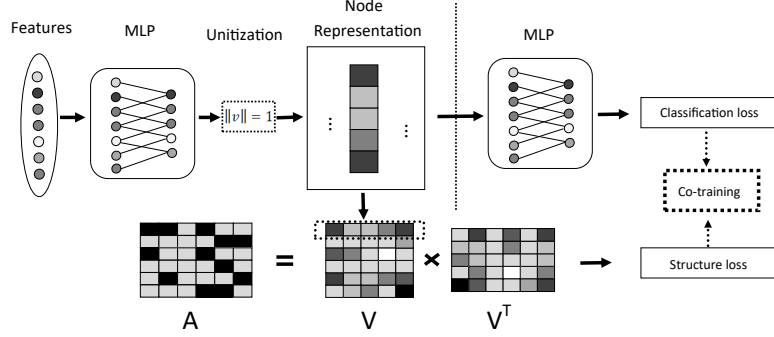 Features
MLP
Unitization
Node
Representation
MLP
‖v‖ = 1
...
...
Classification loss
Co-training
Structure loss
A
=
V
×
V^T